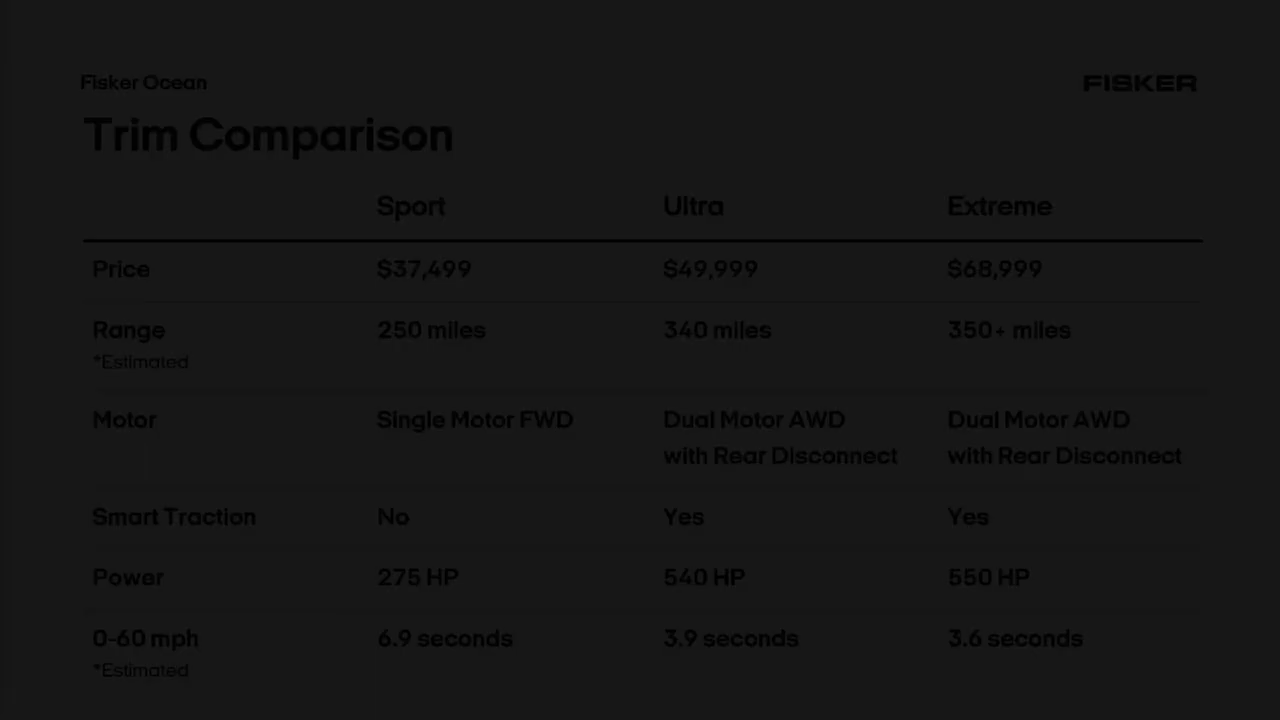 Fisker Ocean
FISKER
Trim Comparison
Sport Ultra Extreme
Price $37,499 $49,999 $68,999
Range 250 miles 340 miles 350+ miles
*Estimated
Motor Single Motor FWD Dual Motor AWD Dual Motor AWD
with Rear Disconnect with Rear Disconnect
Smart Traction No Yes Yes
Power 275 HP 540 HP 550 HP
0-60 mph 6.9 seconds 3.9 seconds 3.6 seconds
*Estimated